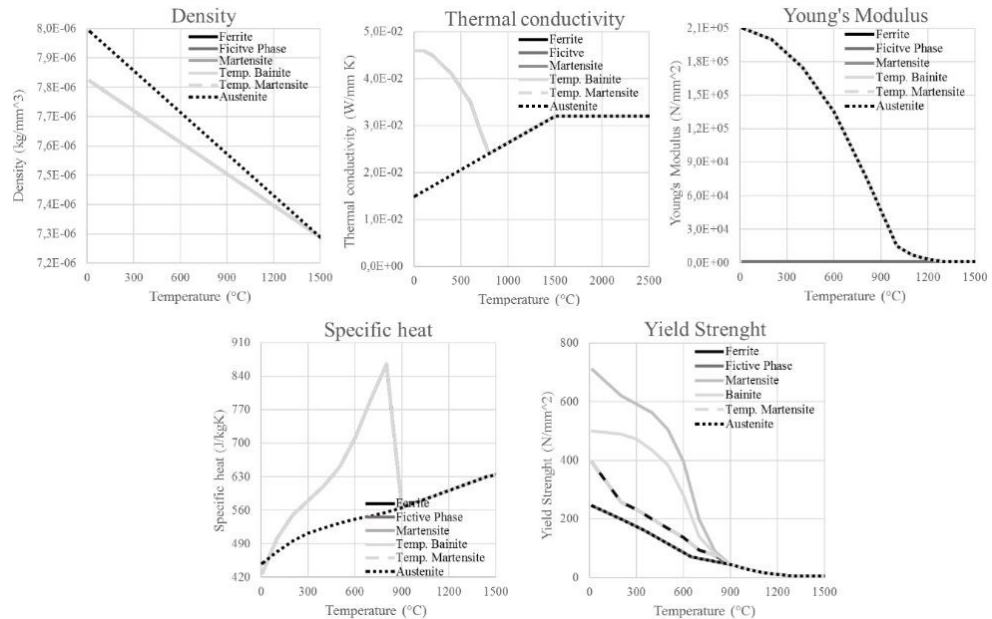 Density
8,0E-06
7,9E-06
7,8E-06
7,7E-06
7,6E-06
7,5E-06
7,4E-06
7,3E-06
7,2E-06
Density (kg/mm^3)
Ferrite
Fictive Phase
Martensite
Temp. Bainite
Temp. Martensite
Austenite
0
300
600
900
1200
1500
Temperature (°C)
Thermal conductivity
5,0E-02
4,0E-02
3,0E-02
2,0E-02
1,0E-02
0,0E+00
Thermal conductivity (W/mm K)
Ferrite
Ficitve
Martensite
Temp. Bainite
Temp. Martensite
Austenite
0
500
1000
1500
2000
2500
Temperature (°C)
Young's Modulus
2,1E+05
1,8E+05
1,5E+05
1,2E+05
9,0E+04
6,0E+04
3,0E+04
0,0E+00
Young's Modulus (N/mm^2)
Ferrite
Ficitive Phase
Martensite
Temp. Bainite
Temp. Martensite
Austenite
0
300
600
900
1200
1500
Temperature (°C)
Specific heat
910
840
770
700
630
560
490
420
Specific heat (J/kgK)
Ferrite
Fictive Phase
Martensite
Temp. Bainite
Temp. Martensite
Austenite
0
300
600
900
1200
1500
Temperature (°C)
Yield Strenght
800
600
400
200
0
Yield Strenght (N/mm^2)
Ferrite
Fictive Phase
Martensite
Bainite
Temp. Martensite
Austenite
0
300
600
900
1200
1500
Temperature (°C)